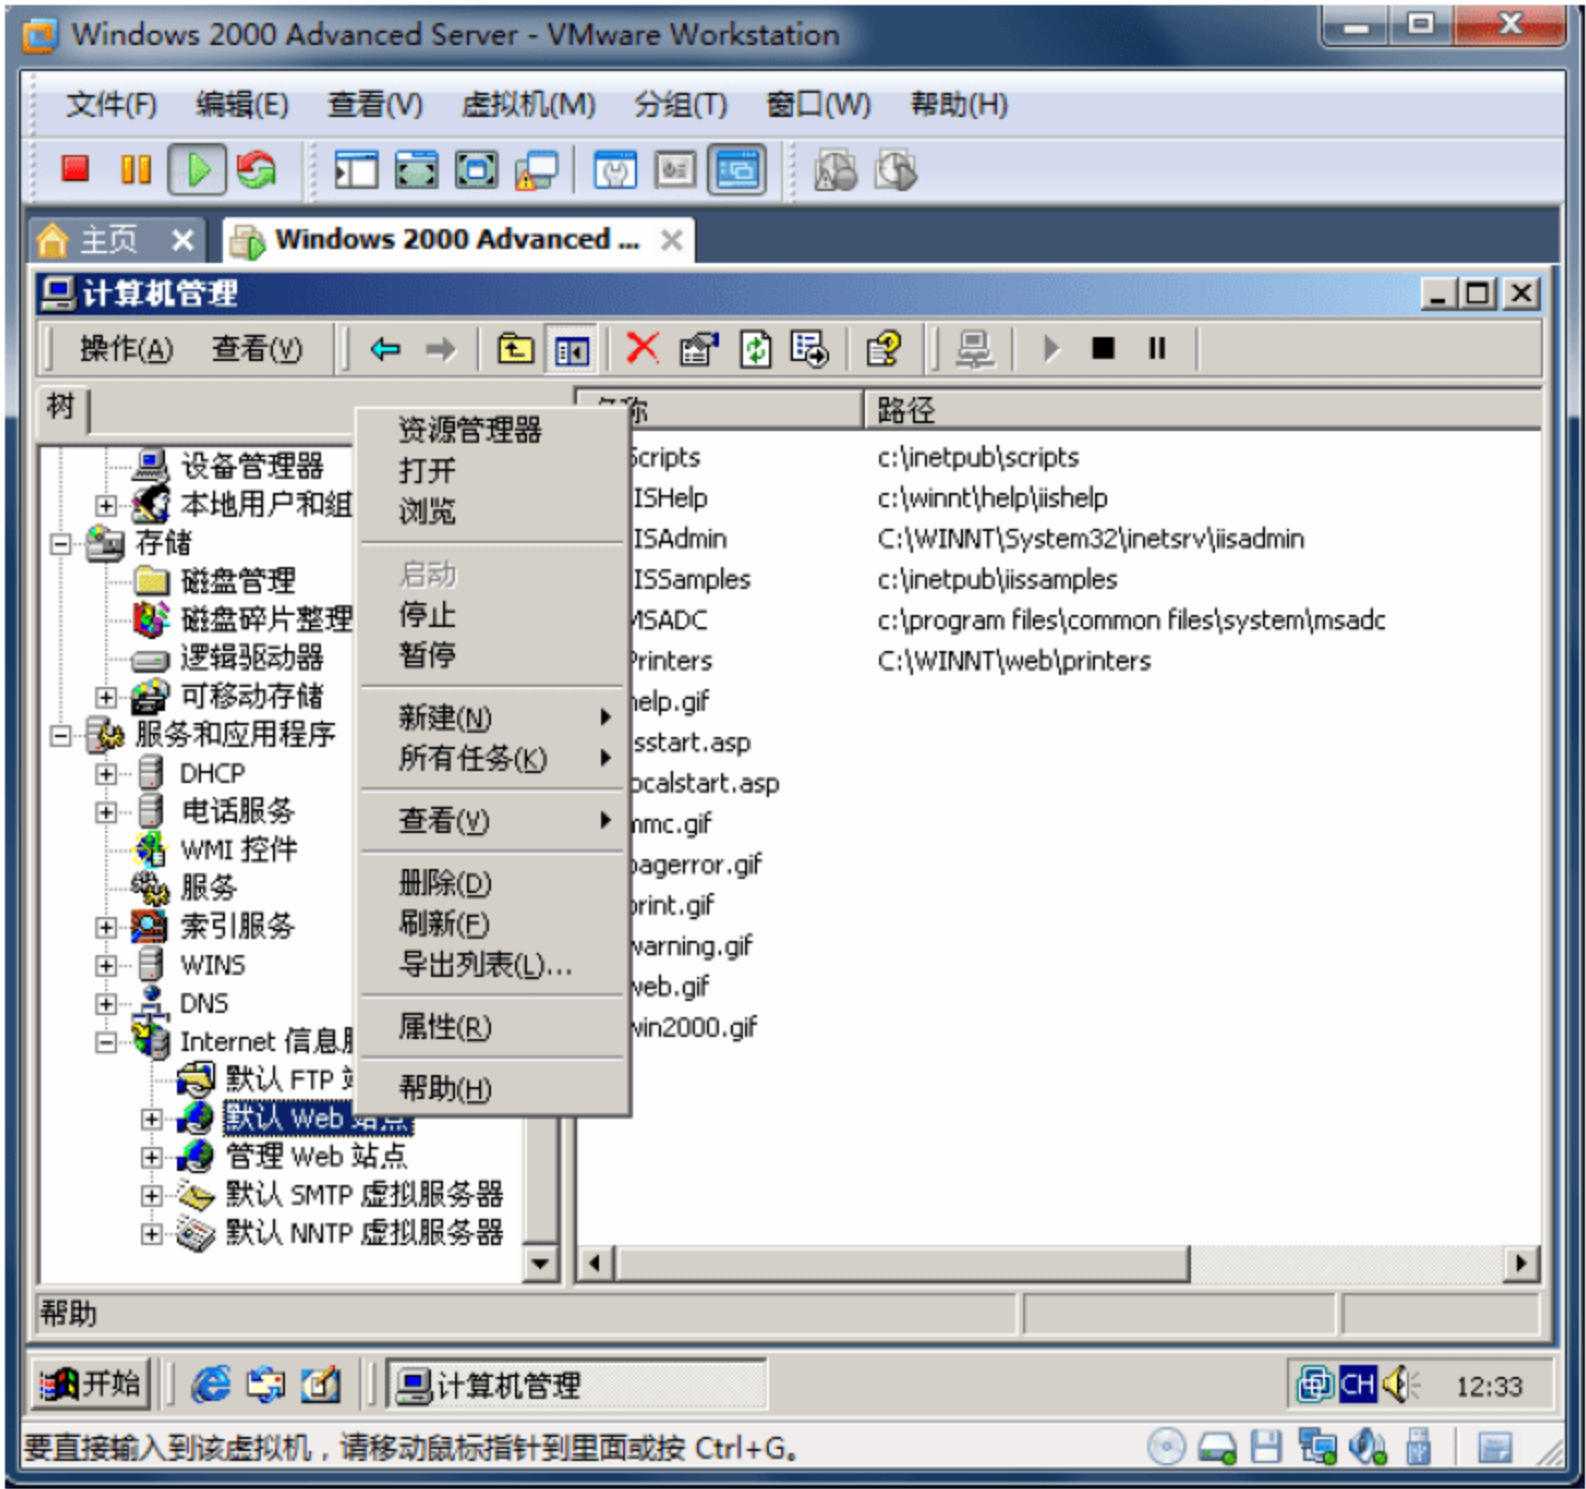 Windows 2000 Advanced Server - VMware Workstation
文件(F) 编辑(E) 查看(V) 虚拟机(M) 分组(T) 窗口(W) 帮助(H)
主页 Windows 2000 Advanced ...
计算机管理
操作(A) 查看(V)
树
路径
设备管理器
本地用户和组
存储
磁盘管理
磁盘碎片整理
逻辑驱动器
可移动存储
服务和应用程序
DHCP
电话服务
WMI 控件
服务
索引服务
WINS
DNS
Internet 信息
默认 FTP
默认 Web 站点
管理 Web 站点
默认 SMTP 虚拟服务器
默认 NNTP 虚拟服务器
资源管理器
打开
浏览
启动
停止
暂停
新建(N)
所有任务(K)
查看(V)
删除(D)
刷新(F)
导出列表(L)...
属性(R)
帮助(H)
Scripts c:\inetpub\scripts
ISHelp c:\winnt\help\iishelp
ISAdmin C:\WINNT\System32\inetsrv\iisadmin
ISSamples c:\inetpub\iissamples
MSADC c:\program files\common files\system\msadc
Printers C:\WINNT\web\printers
help.gif
sstart.asp
ocalstart.asp
mmc.gif
pagerror.gif
print.gif
warning.gif
web.gif
win2000.gif
帮助
开始 计算机管理 CH 12:33
要直接输入到该虚拟机，请移动鼠标指针到里面或按 Ctrl+G。